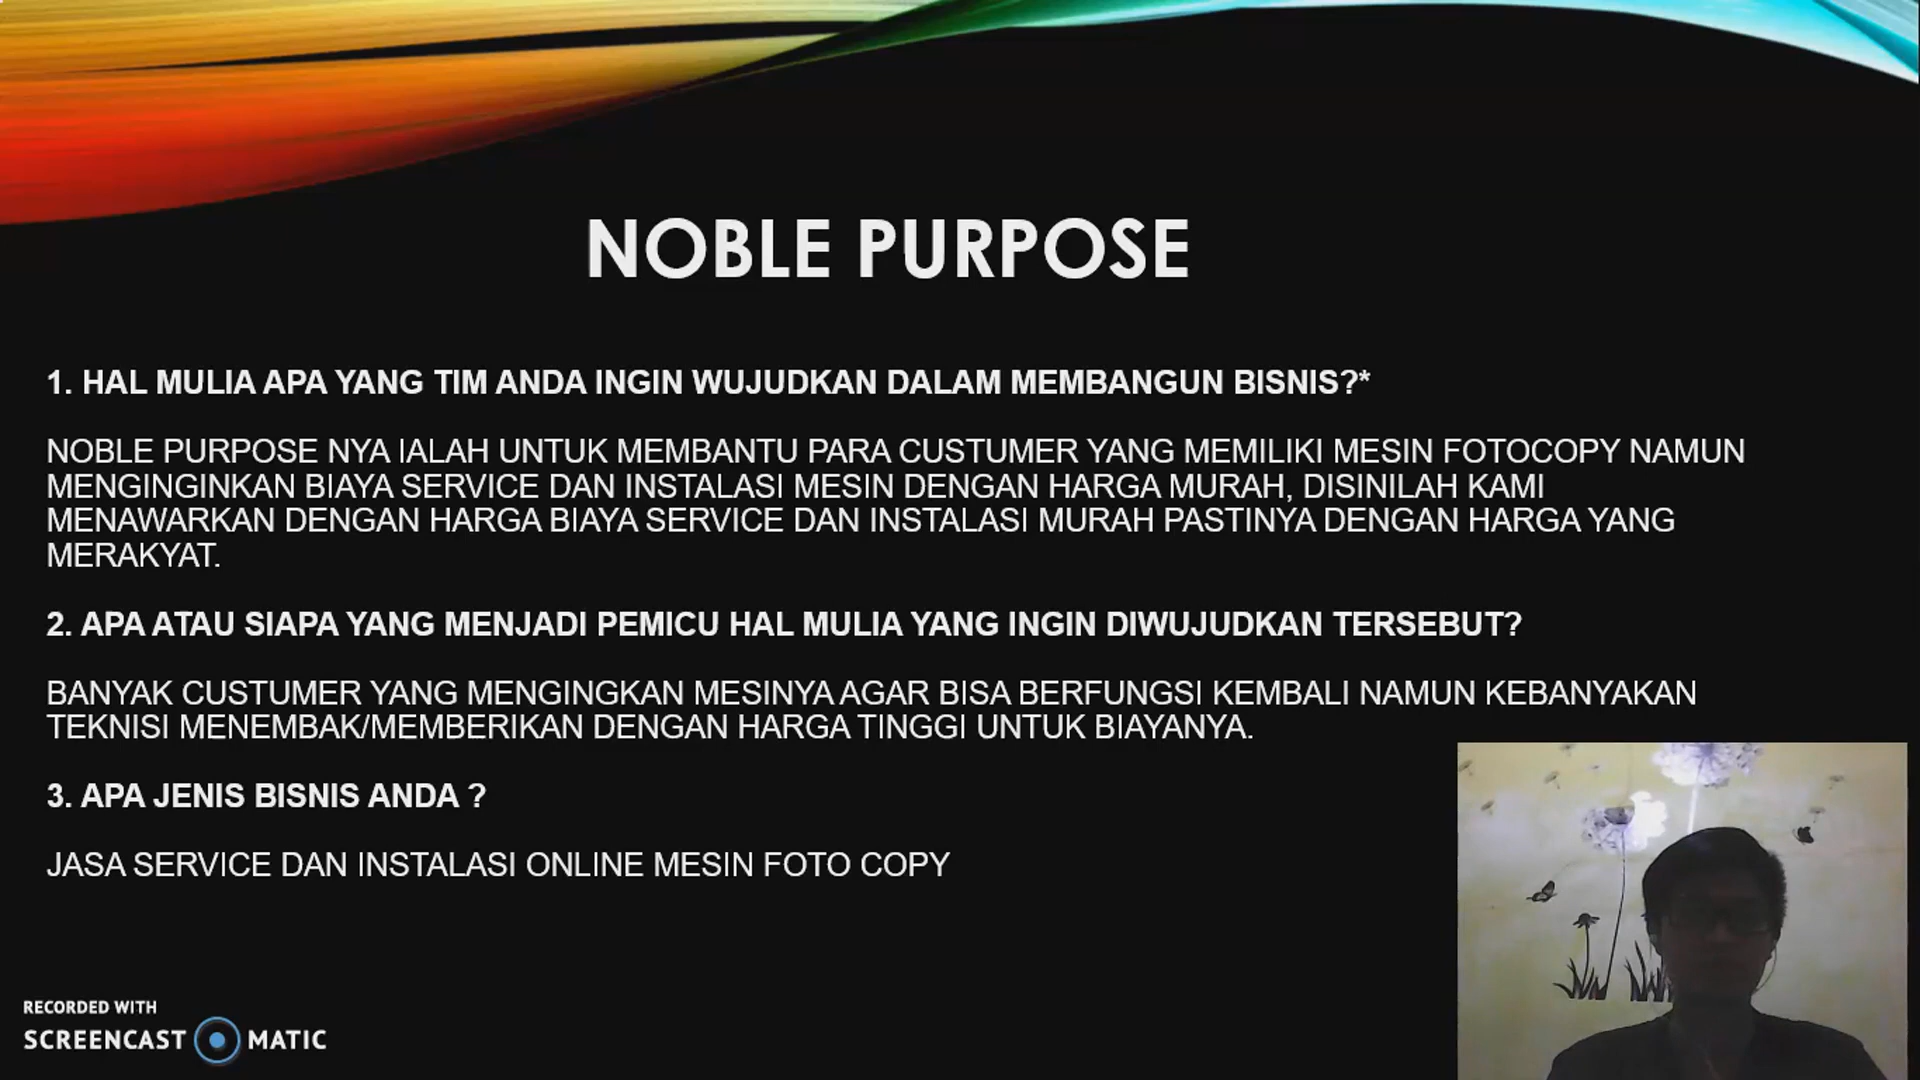 NOBLE PURPOSE
1. HAL MULIA APA YANG TIM ANDA INGIN WUJUDKAN DALAM MEMBANGUN BISNIS?*
NOBLE PURPOSE NYA IALAH UNTUK MEMBANTU PARA CUSTUMER YANG MEMILIKI MESIN FOTOCOPY NAMUN
MENGINGINKAN BIAYA SERVICE DAN INSTALASI MESIN DENGAN HARGA MURAH, DISINILAH KAMI
MENAWARKAN DENGAN HARGA BIAYA SERVICE DAN INSTALASI MURAH PASTINYA DENGAN HARGA YANG
MERAKYAT.
2. APA ATAU SIAPA YANG MENJADI PEMICU HAL MULIA YANG INGIN DIWUJUDKAN TERSEBUT?
BANYAK CUSTUMER YANG MENGINGKAN MESINYA AGAR BISA BERFUNGSI KEMBALI NAMUN KEBANYAKAN
TEKNISI MENEMBAK/MEMBERIKAN DENGAN HARGA TINGGI UNTUK BIAYANYA.
3. APA JENIS BISNIS ANDA ?
JASA SERVICE DAN INSTALASI ONLINE MESIN FOTO COPY
RECORDED WITH
SCREENCAST MATIC